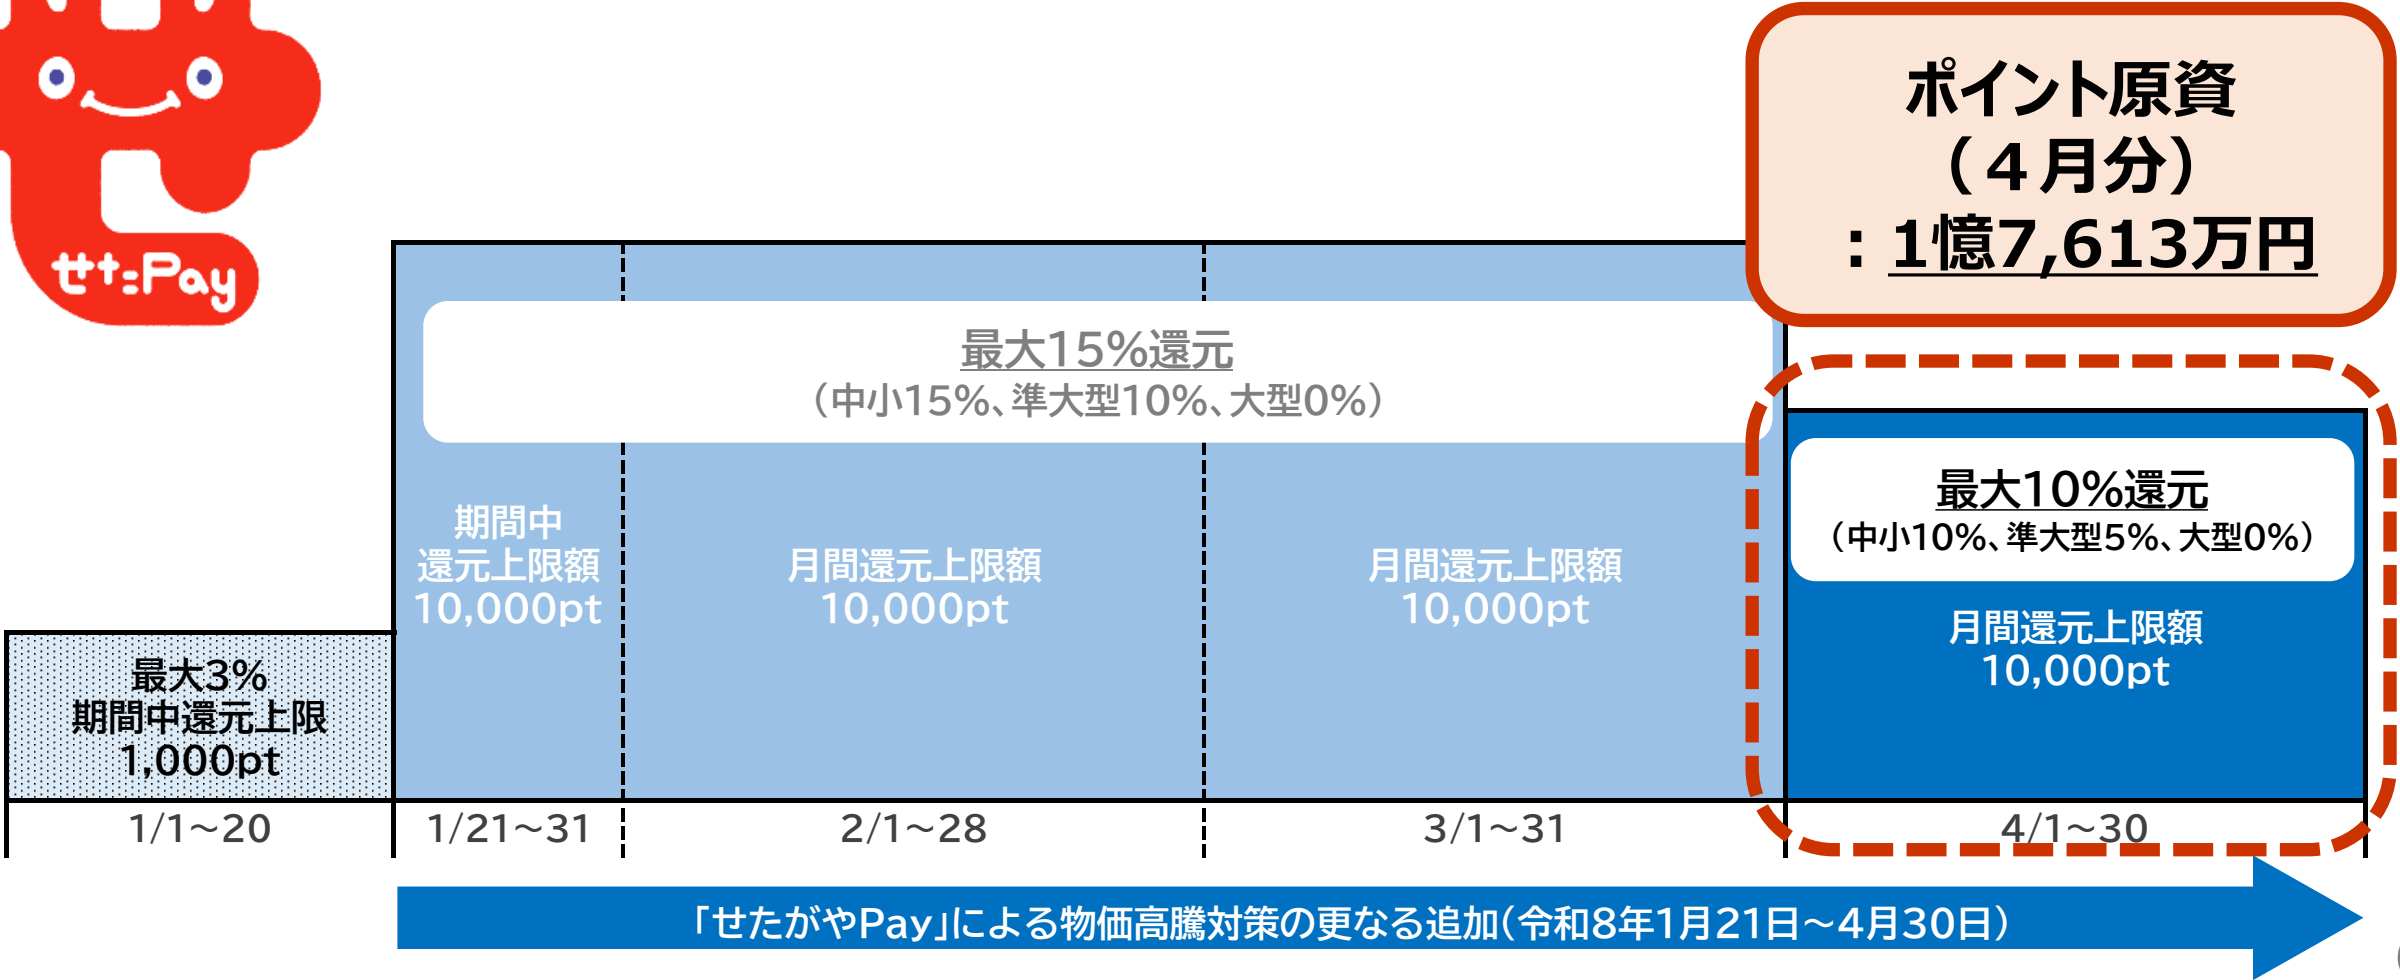 せたPay
ポイント原資
（４月分）
：1億7,613万円
最大15%還元
（中小15%、準大型10%、大型0%）
期間中
還元上限額
10,000pt
月間還元上限額
10,000pt
月間還元上限額
10,000pt
最大10%還元
（中小10%、準大型5%、大型0%）
月間還元上限額
10,000pt
最大3%
期間中還元上限
1,000pt
1/1～20
1/21～31
2/1～28
3/1～31
4/1～30
「せたがやPay」による物価高騰対策の更なる追加（令和8年1月21日～4月30日）